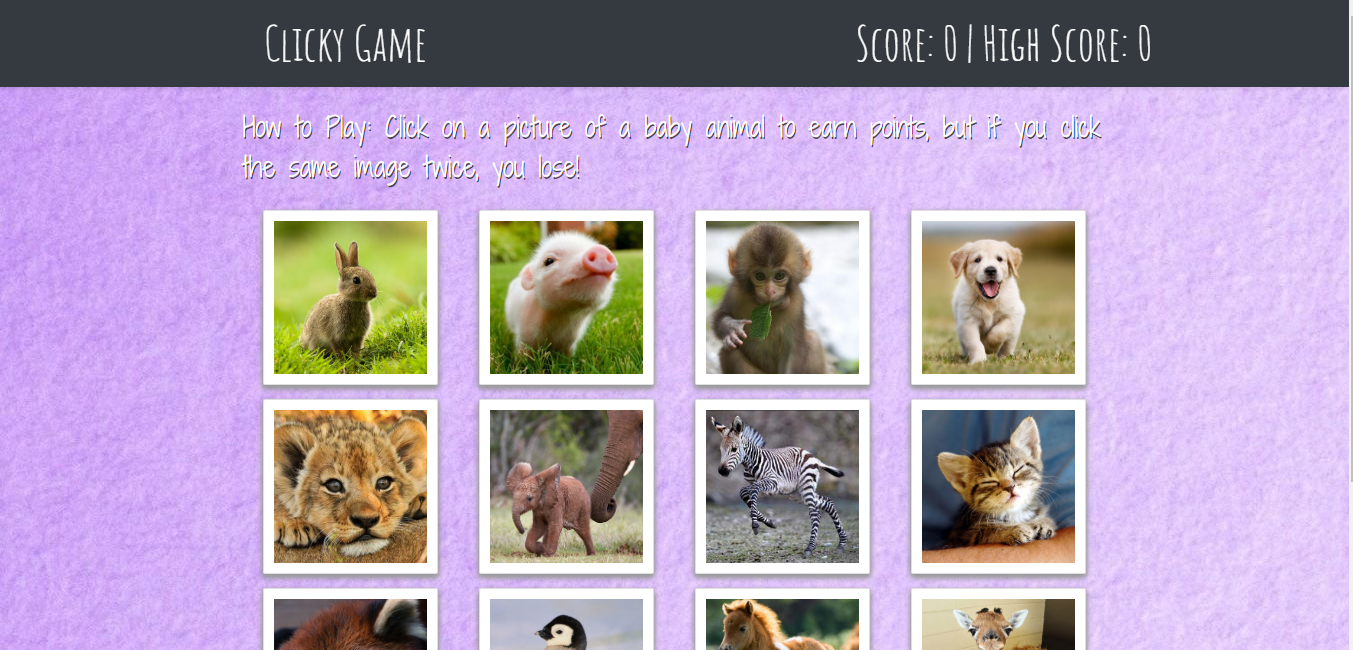 Clicky Game
Score: 0 | High Score: 0
How to Play: Click on a picture of a baby animal to earn points, but if you click
the same image twice, you lose!